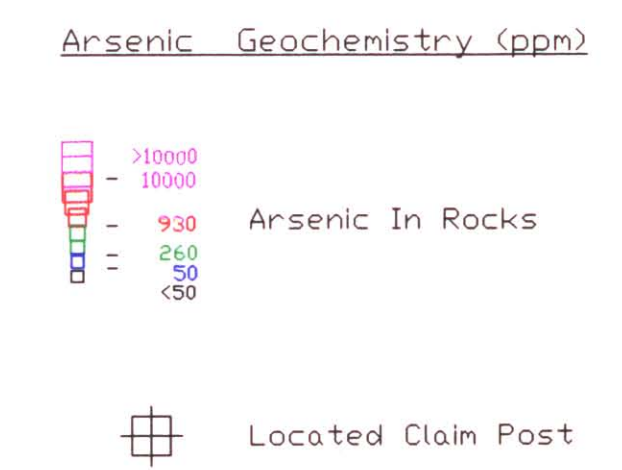 Arsenic Geochemistry (ppm)
>10000
10000
930
260
50
<50
Arsenic In Rocks
Located Claim Post